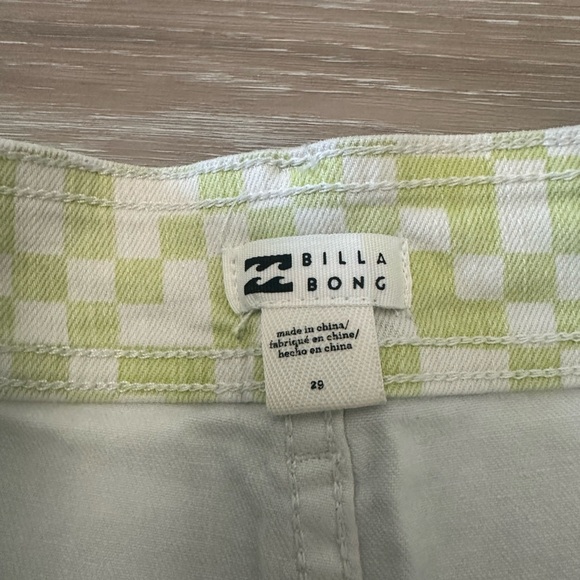 BILLA
BONG
made in china/
fabriqué en chine/
hecho en china
29